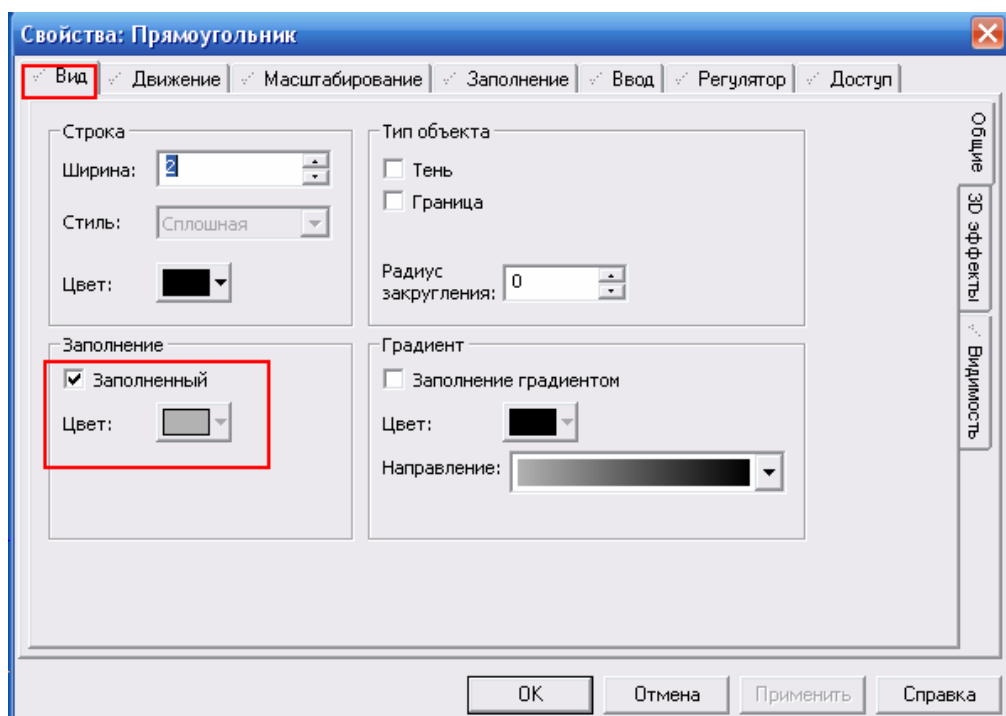 Свойства: Прямоугольник
Вид Движение Масштабирование Заполнение Ввод Регулятор Доступ
Строка
Ширина: 2
Стиль: Сплошная
Цвет:
Тип объекта
Тень
Граница
Радиус
закругления: 0
Заполнение
Заполненный
Цвет:
Градиент
Заполнение градиентом
Цвет:
Направление:
Общие
3D эффекты
Видимость
ОК Отмена Применить Справка